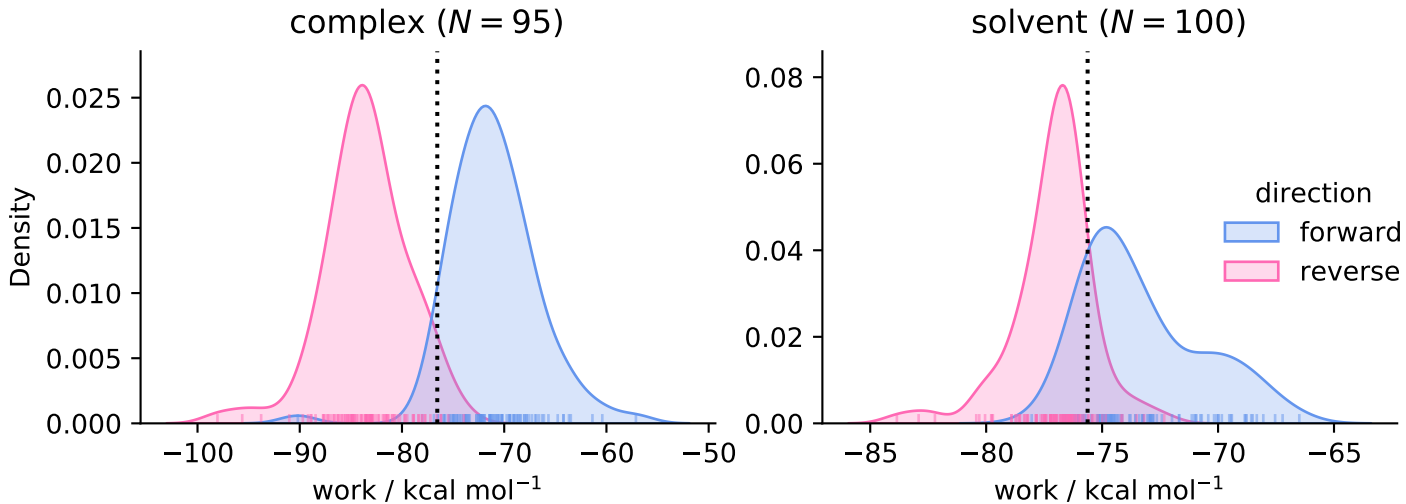 complex (N = 95)
0.025
0.020
0.015
0.010
0.005
0.000
Density
−100
−90
−80
−70
−60
−50
work / kcal mol⁻¹
solvent (N = 100)
0.08
0.06
0.04
0.02
0.00
−85
−80
−75
−70
−65
work / kcal mol⁻¹
direction
forward
reverse